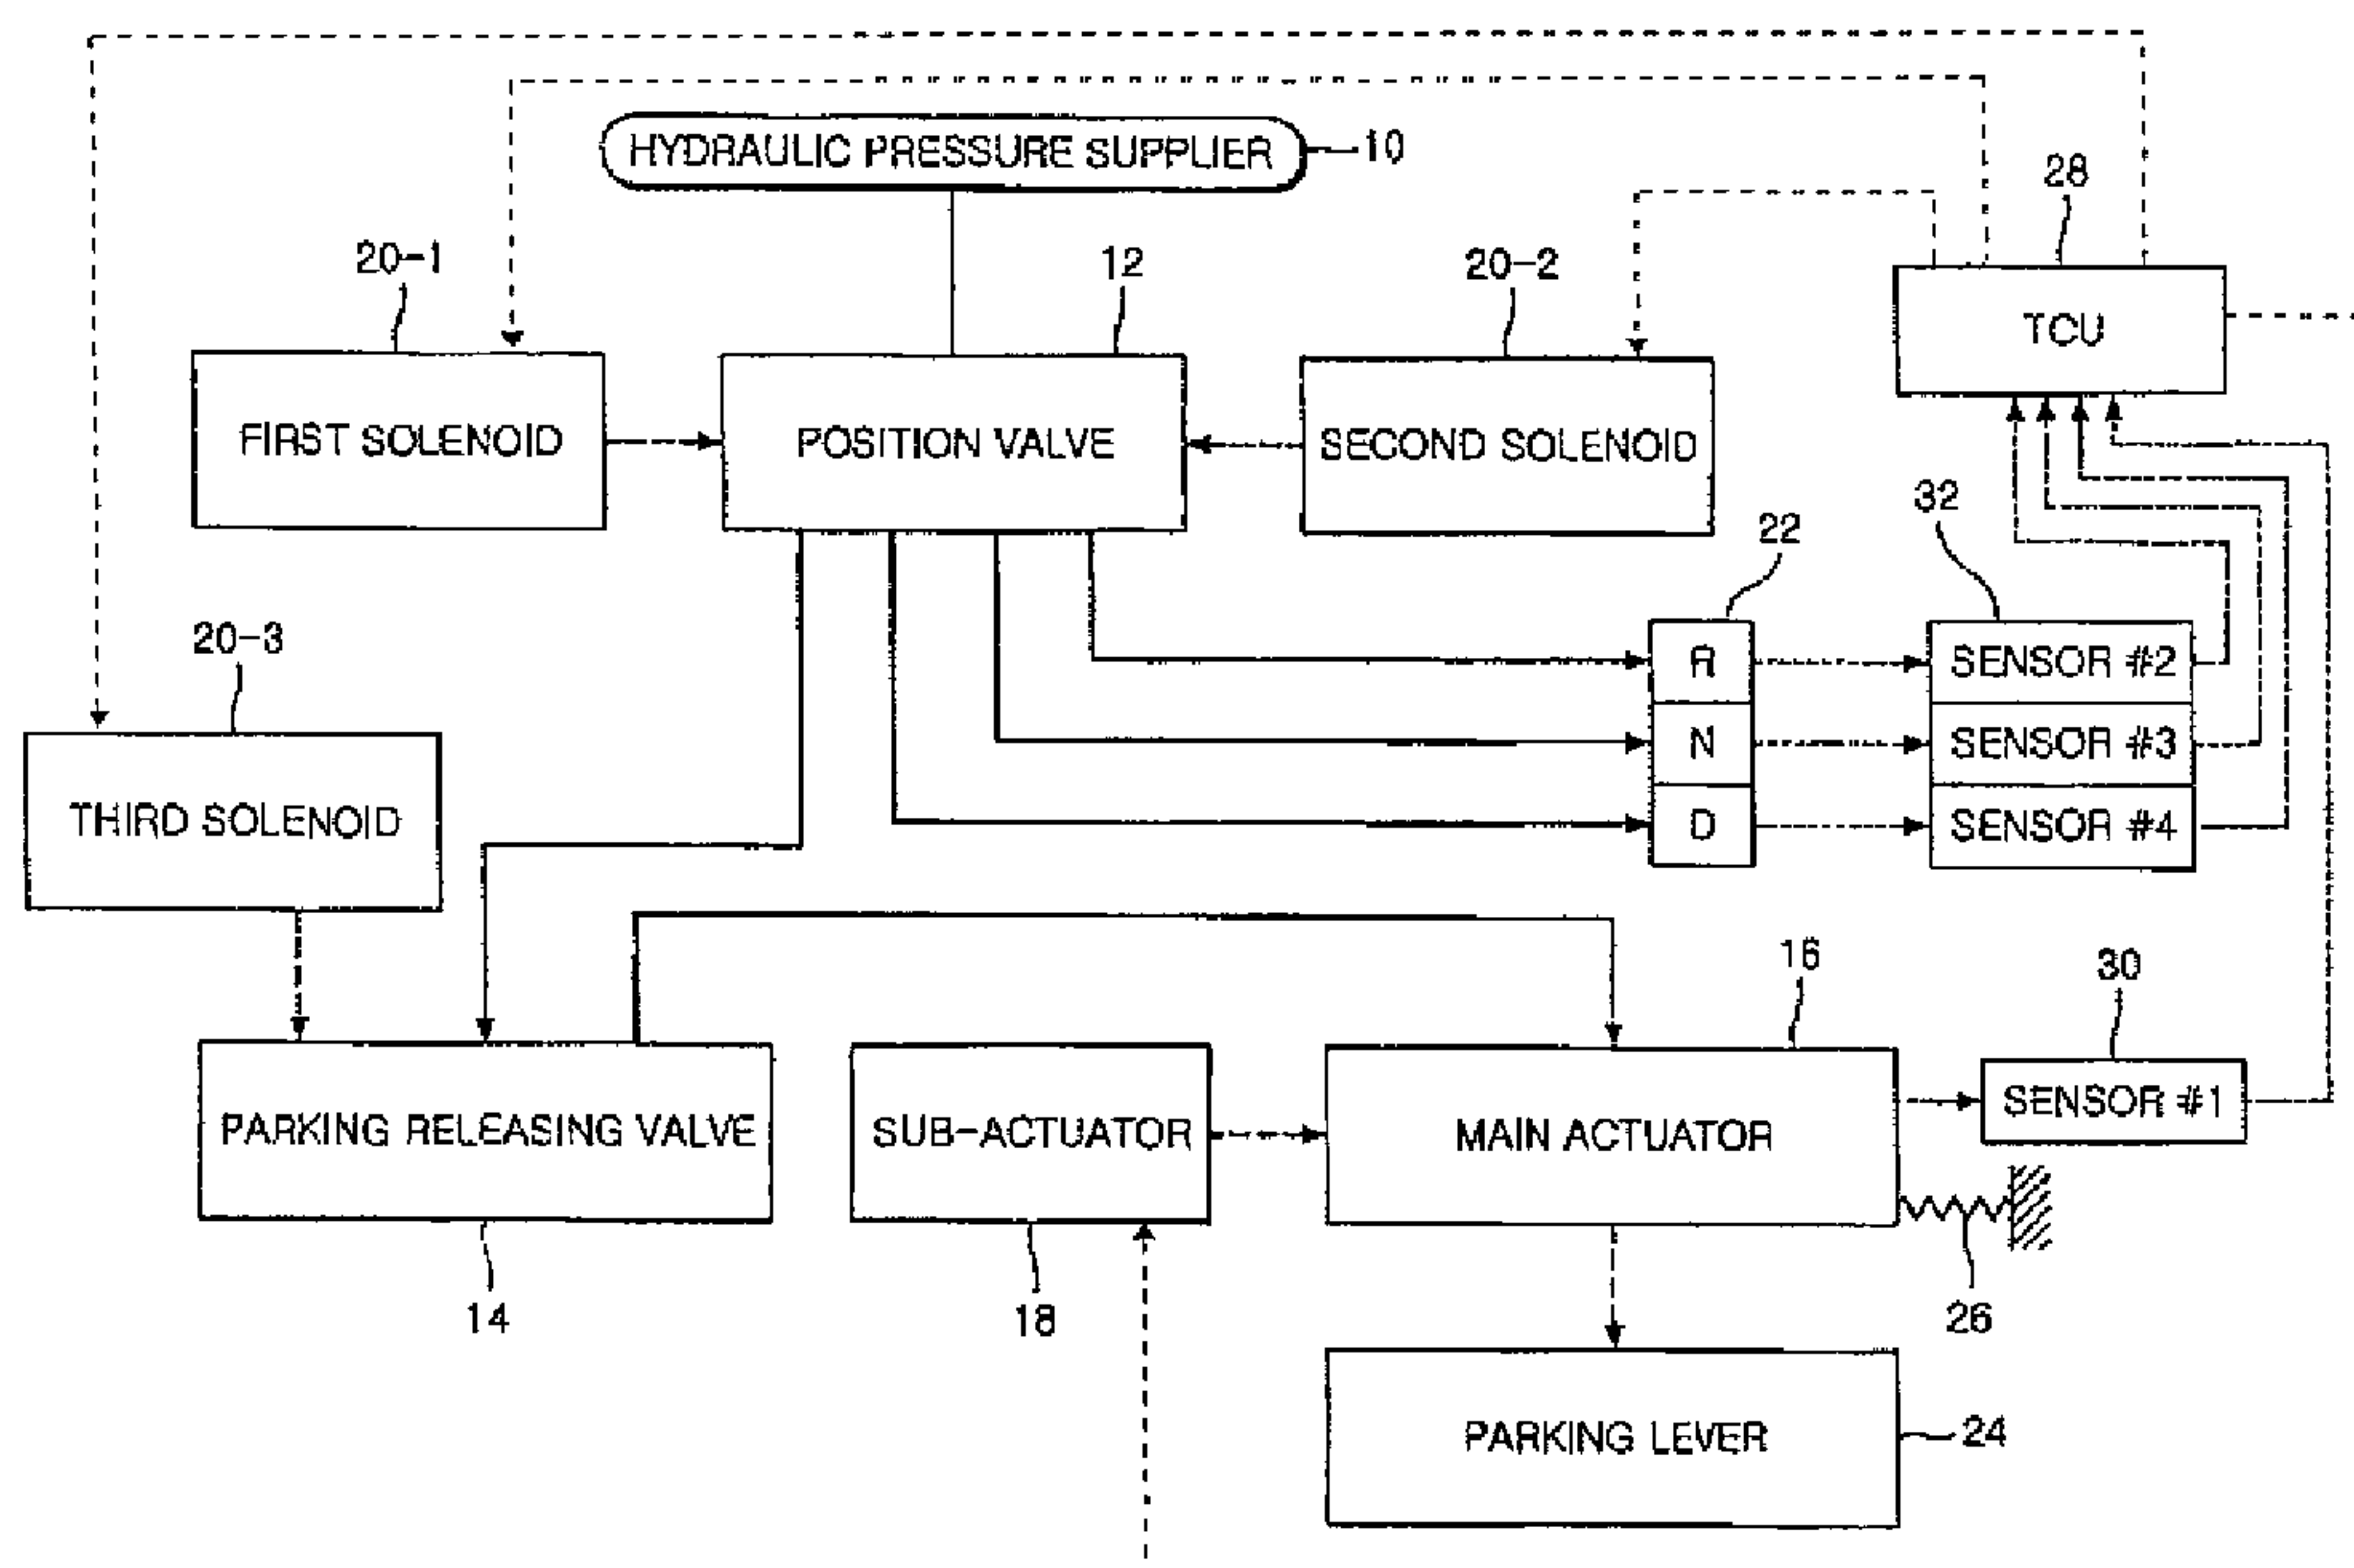 HYDRAULIC PRESSURE SUPPLIER
10
28
20-1
12
20-2
TCU
FIRST SOLENOID
POSITION VALVE
SECOND SOLENOID
32
22
20-3
R
SENSOR #2
N
SENSOR #3
THIRD SOLENOID
D
SENSOR #4
16
30
PARKING RELEASING VALVE
SUB-ACTUATOR
MAIN ACTUATOR
SENSOR #1
14
18
26
PARKING LEVER
24